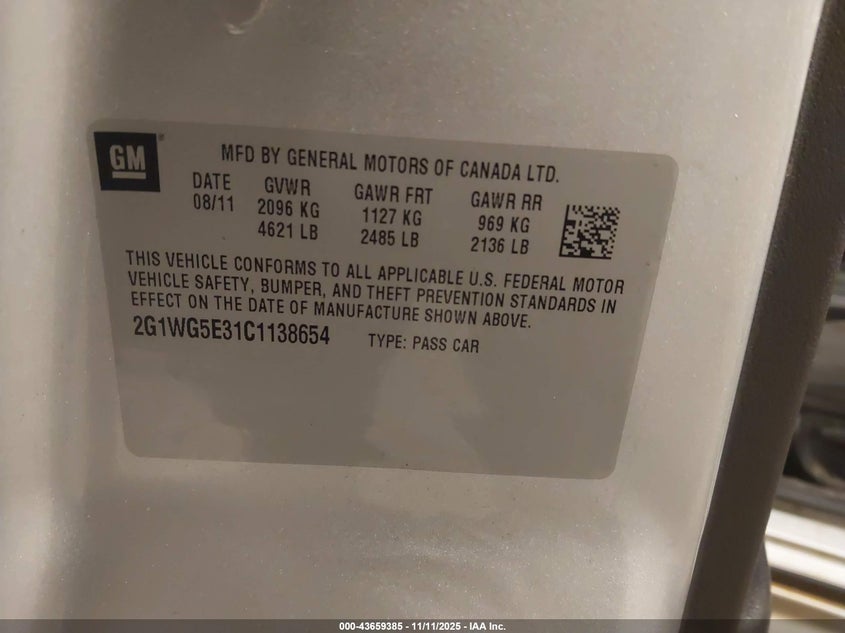 GM
MFD BY GENERAL MOTORS OF CANADA LTD.
DATE GVWR GAWR FRT GAWR RR
08/11 2096 KG 1127 KG 969 KG
4621 LB 2485 LB 2136 LB
THIS VEHICLE CONFORMS TO ALL APPLICABLE U.S. FEDERAL MOTOR
VEHICLE SAFETY, BUMPER, AND THEFT PREVENTION STANDARDS IN
EFFECT ON THE DATE OF MANUFACTURE SHOWN ABOVE.
2G1WG5E31C1138654 TYPE: PASS CAR
000-43659385 - 11/11/2025 - IAA Inc.